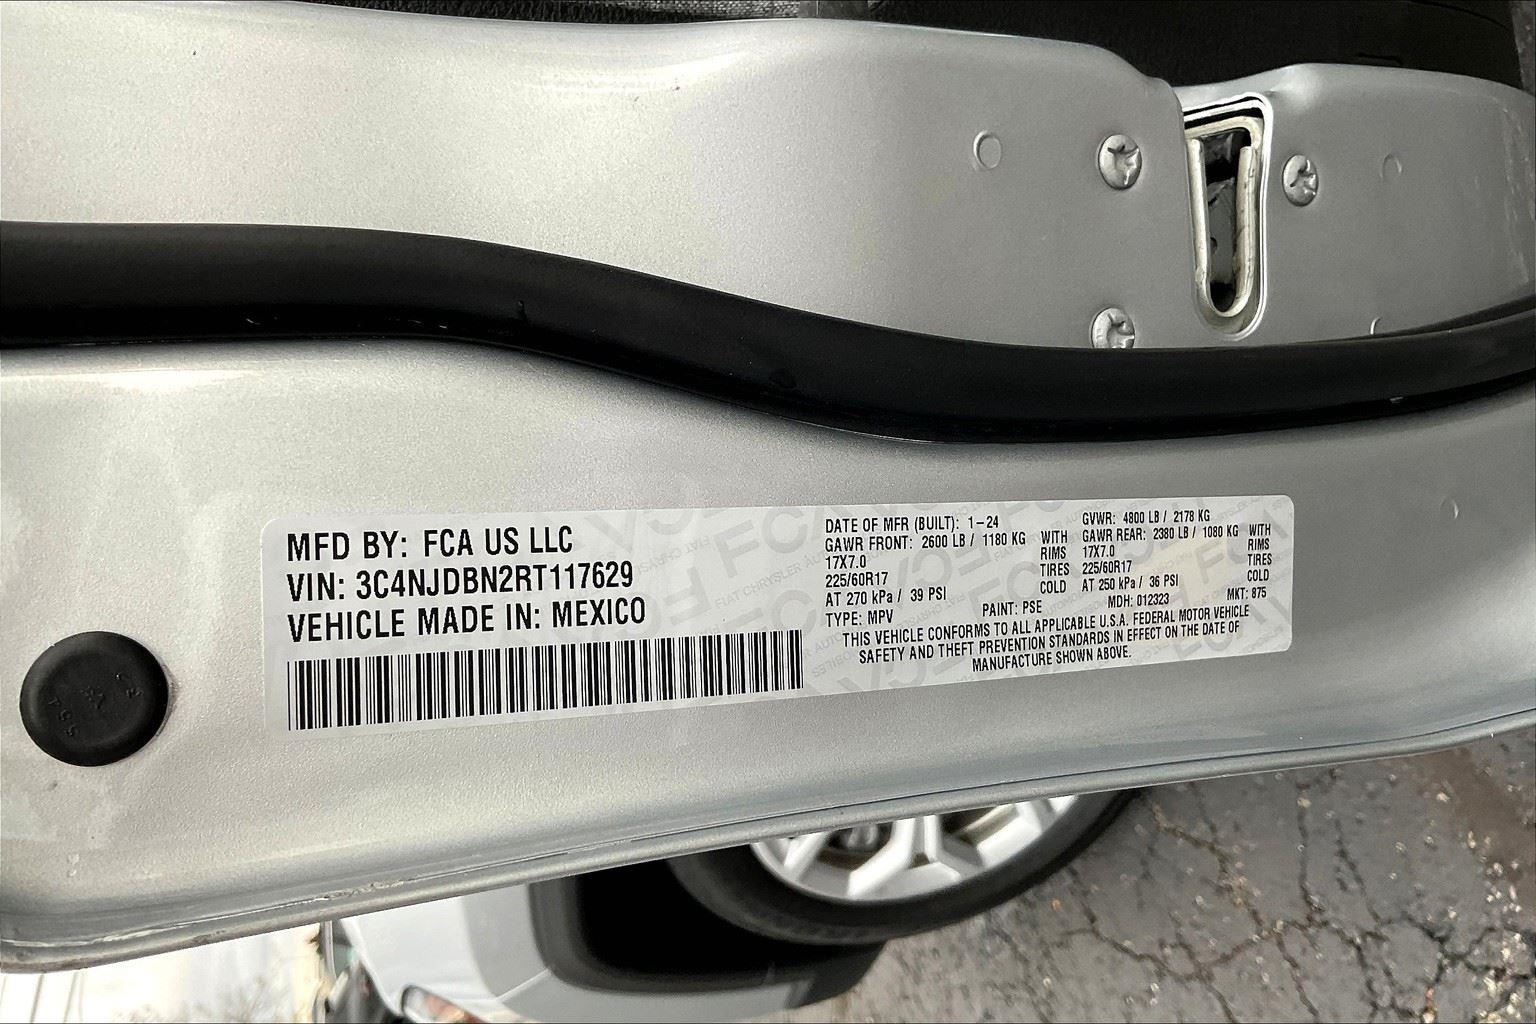 MFD BY: FCA US LLC
VIN: 3C4NJDBN2RT117629
VEHICLE MADE IN: MEXICO
DATE OF MFR (BUILT): 1-24 GVWR: 4800 LB / 2178 KG
GAWR FRONT: 2600 LB / 1180 KG WITH GAWR REAR: 2380 LB / 1080 KG WITH
17X7.0 RIMS 17X7.0 RIMS
225/60R17 TIRES 225/60R17 TIRES
AT 270 kPa / 39 PSI COLD AT 250 kPa / 36 PSI COLD
TYPE: MPV PAINT: PSE MDH: 012323 MKT: 875
THIS VEHICLE CONFORMS TO ALL APPLICABLE U.S.A. FEDERAL MOTOR VEHICLE
SAFETY AND THEFT PREVENTION STANDARDS IN EFFECT ON THE DATE OF
MANUFACTURE SHOWN ABOVE.